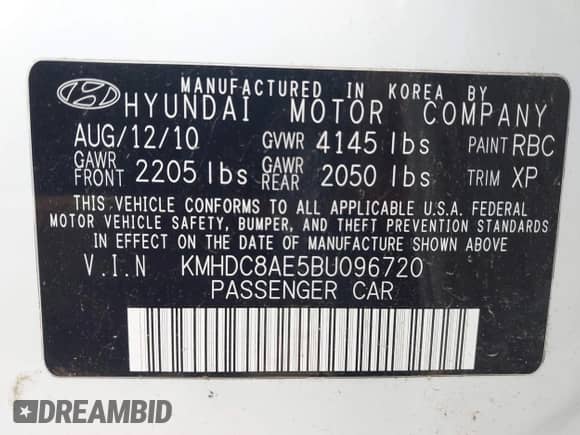 MANUFACTURED IN KOREA BY
HYUNDAI MOTOR COMPANY
AUG/12/10 GVWR 4145 lbs PAINT RBC
GAWR FRONT 2205 lbs GAWR REAR 2050 lbs TRIM XP
THIS VEHICLE CONFORMS TO ALL APPLICABLE U.S.A. FEDERAL
MOTOR VEHICLE SAFETY, BUMPER, AND THEFT PREVENTION STANDARDS
IN EFFECT ON THE DATE OF MANUFACTURE SHOWN ABOVE
V.I.N KMHDC8AE5BU096720
PASSENGER CAR
DREAMBID